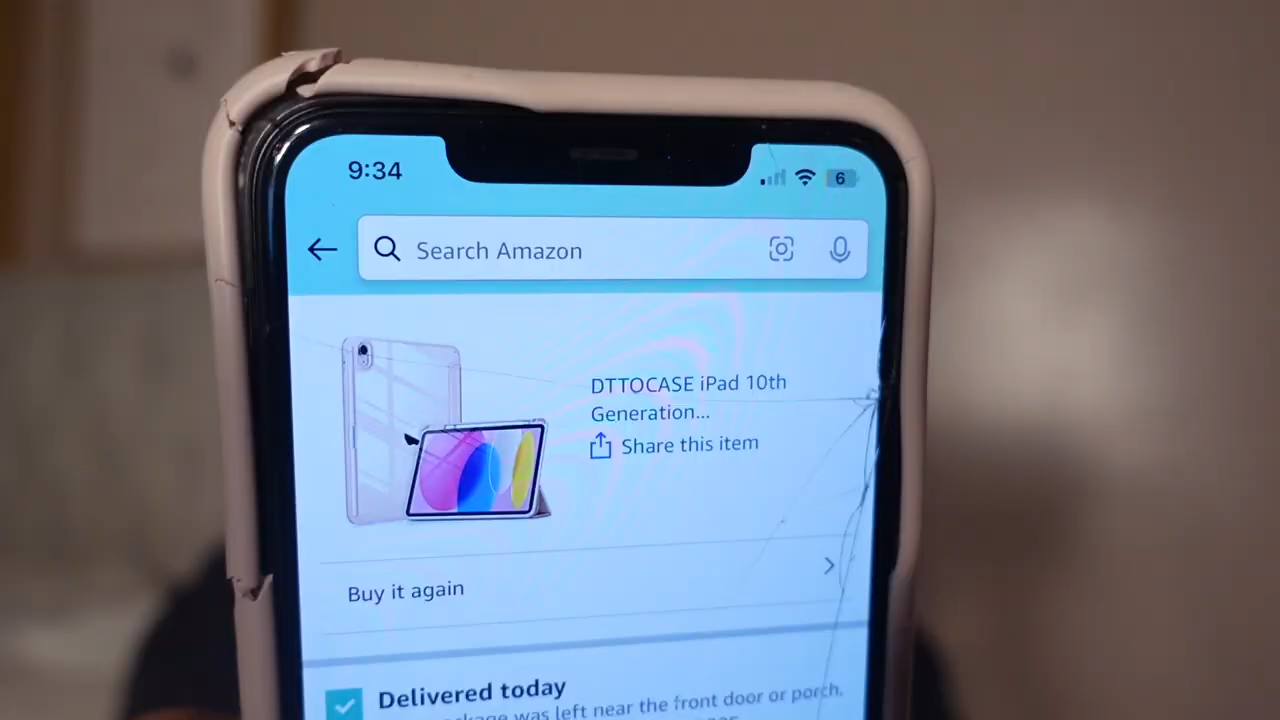 9:34
6
Search Amazon
DTTOCASE iPad 10th
Generation...
Share this item
Buy it again
Delivered today
was left near the front door or porch.